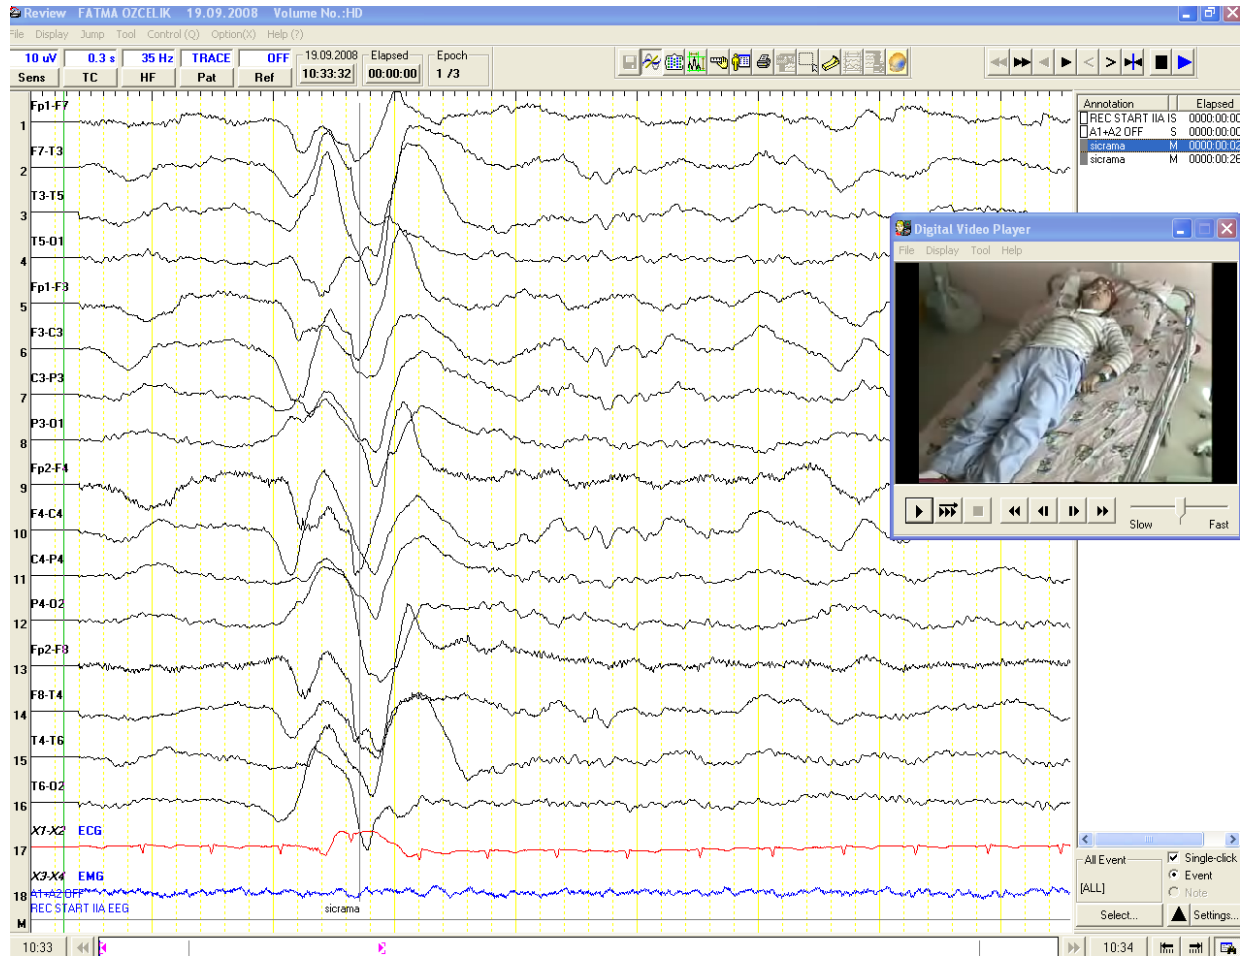 Review FATMA OZCELIK 19.09.2008 Volume No.:HD
File Display Jump Tool Control (Q) Option(X) Help (?)
10 uV 0.3 s 35 Hz TRACE OFF 19.09.2008 Elapsed Epoch
10:33:32 00:00:00 1 /3
Sens TC HF Pat Ref
Annotation Elapsed
REC START IIA IS 0000:00:00
A1+A2 OFF S 0000:00:00
sicrama M 0000:00:02
sicrama M 0000:00:26
Fp1-F7
1
F7-T3
2
T3-T5
3
T5-O1
4
Fp1-F3
5
F3-C3
6
C3-P3
7
P3-O1
8
Fp2-F4
9
F4-C4
10
C4-P4
11
P4-O2
12
Fp2-F8
13
F8-T4
14
T4-T6
15
T6-O2
16
X1-X2 ECG
17
X3-X4 EMG
18
A1+A2 OFF
REC START IIA EEG
sicrama
M
Digital Video Player
File Display Tool Help
Slow Fast
All Event
Single-click
Event
[ALL]
Note
Select...
Settings...
10:33
10:34